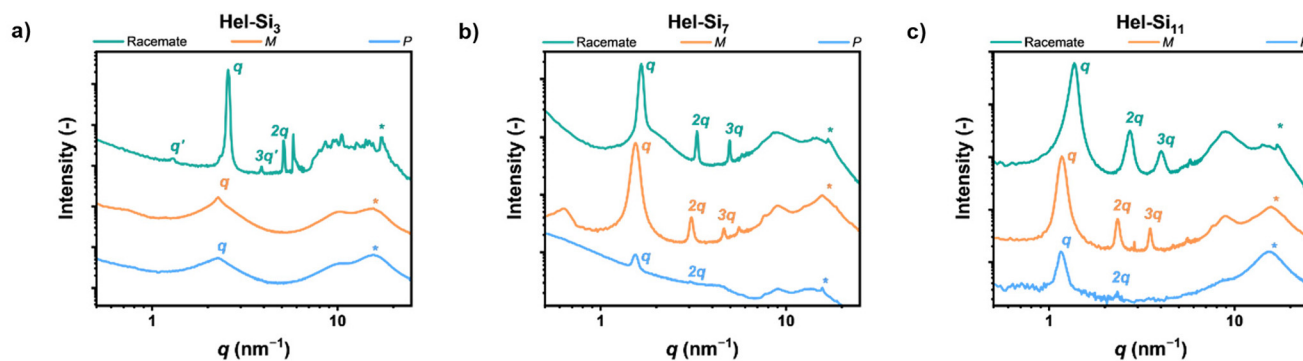 a)
Hel-Si₃
Racemate M P
Intensity (-)
q
q'
3q'
2q
*
q
*
q
*
1 10
q (nm⁻¹)
b)
Hel-Si₇
Racemate M P
Intensity (-)
q
2q
3q
*
q
2q
3q
*
q
2q
*
1 10
q (nm⁻¹)
c)
Hel-Si₁₁
Racemate M
Intensity (-)
q
2q
3q
*
q
2q
3q
*
q
2q
*
1 10
q (nm⁻¹)